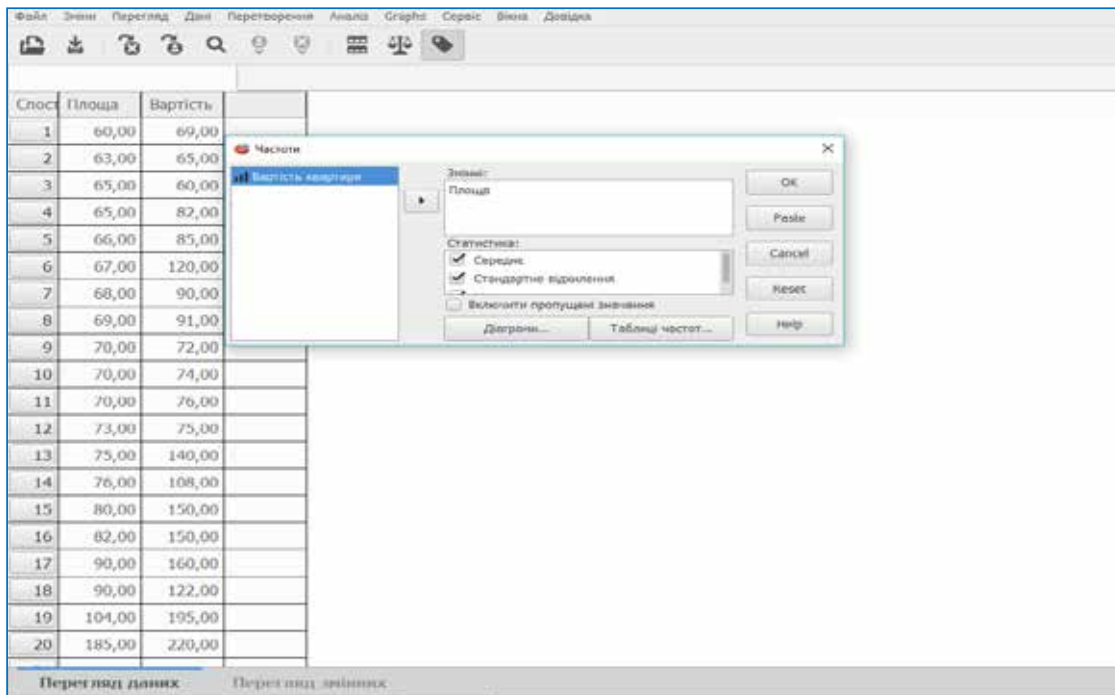 Файл Змінні Перегляд Дані Перетворення Аналіз Graphs Сервіс Вікна Довідка
Спост Площа Вартість
1 60,00 69,00
2 63,00 65,00
3 65,00 60,00
4 65,00 82,00
5 66,00 85,00
6 67,00 120,00
7 68,00 90,00
8 69,00 91,00
9 70,00 72,00
10 70,00 74,00
11 70,00 76,00
12 73,00 75,00
13 75,00 140,00
14 76,00 108,00
15 80,00 150,00
16 82,00 150,00
17 90,00 160,00
18 90,00 122,00
19 104,00 195,00
20 185,00 220,00
Частоти
Вартість квартири
Змінні:
Площа
Статистика:
Середнє
Стандартне відхилення
Включити пропущені значення
Діаграми... Таблиці частот...
OK
Paste
Cancel
Reset
Help
Перегляд даних Перегляд змінних